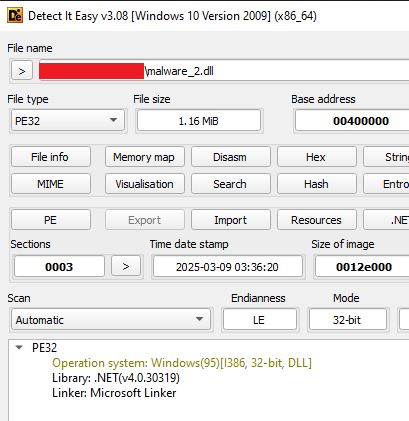 Detect It Easy v3.08 [Windows 10 Version 2009] (x86_64)
File name
> \malware_2.dll
File type File size Base address
PE32 1.16 MiB 00400000
File info Memory map Disasm Hex String
MIME Visualisation Search Hash Entro
PE Export Import Resources .NET
Sections Time date stamp Size of image
0003 > 2025-03-09 03:36:20 0012e000
Scan Endianness Mode
Automatic LE 32-bit
PE32
Operation system: Windows(95)[I386, 32-bit, DLL]
Library: .NET(v4.0.30319)
Linker: Microsoft Linker